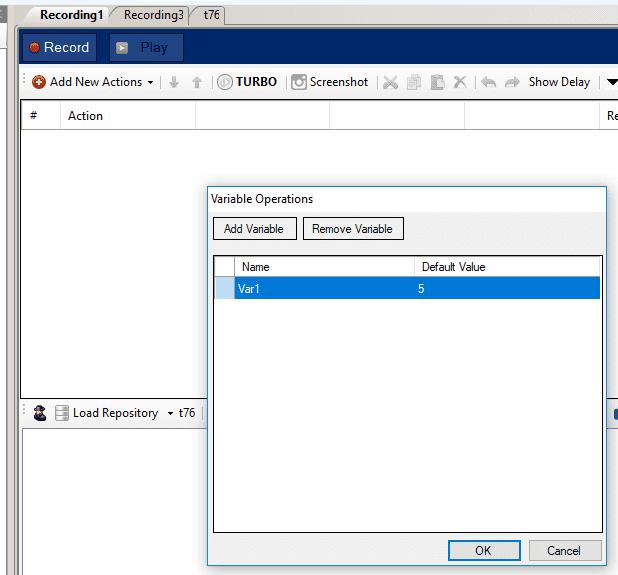 Recording1 Recording3 t76
Record Play
Add New Actions TURBO Screenshot Show Delay
# Action Re
Variable Operations
Add Variable Remove Variable
Name Default Value
Var1 5
Load Repository t76
OK Cancel